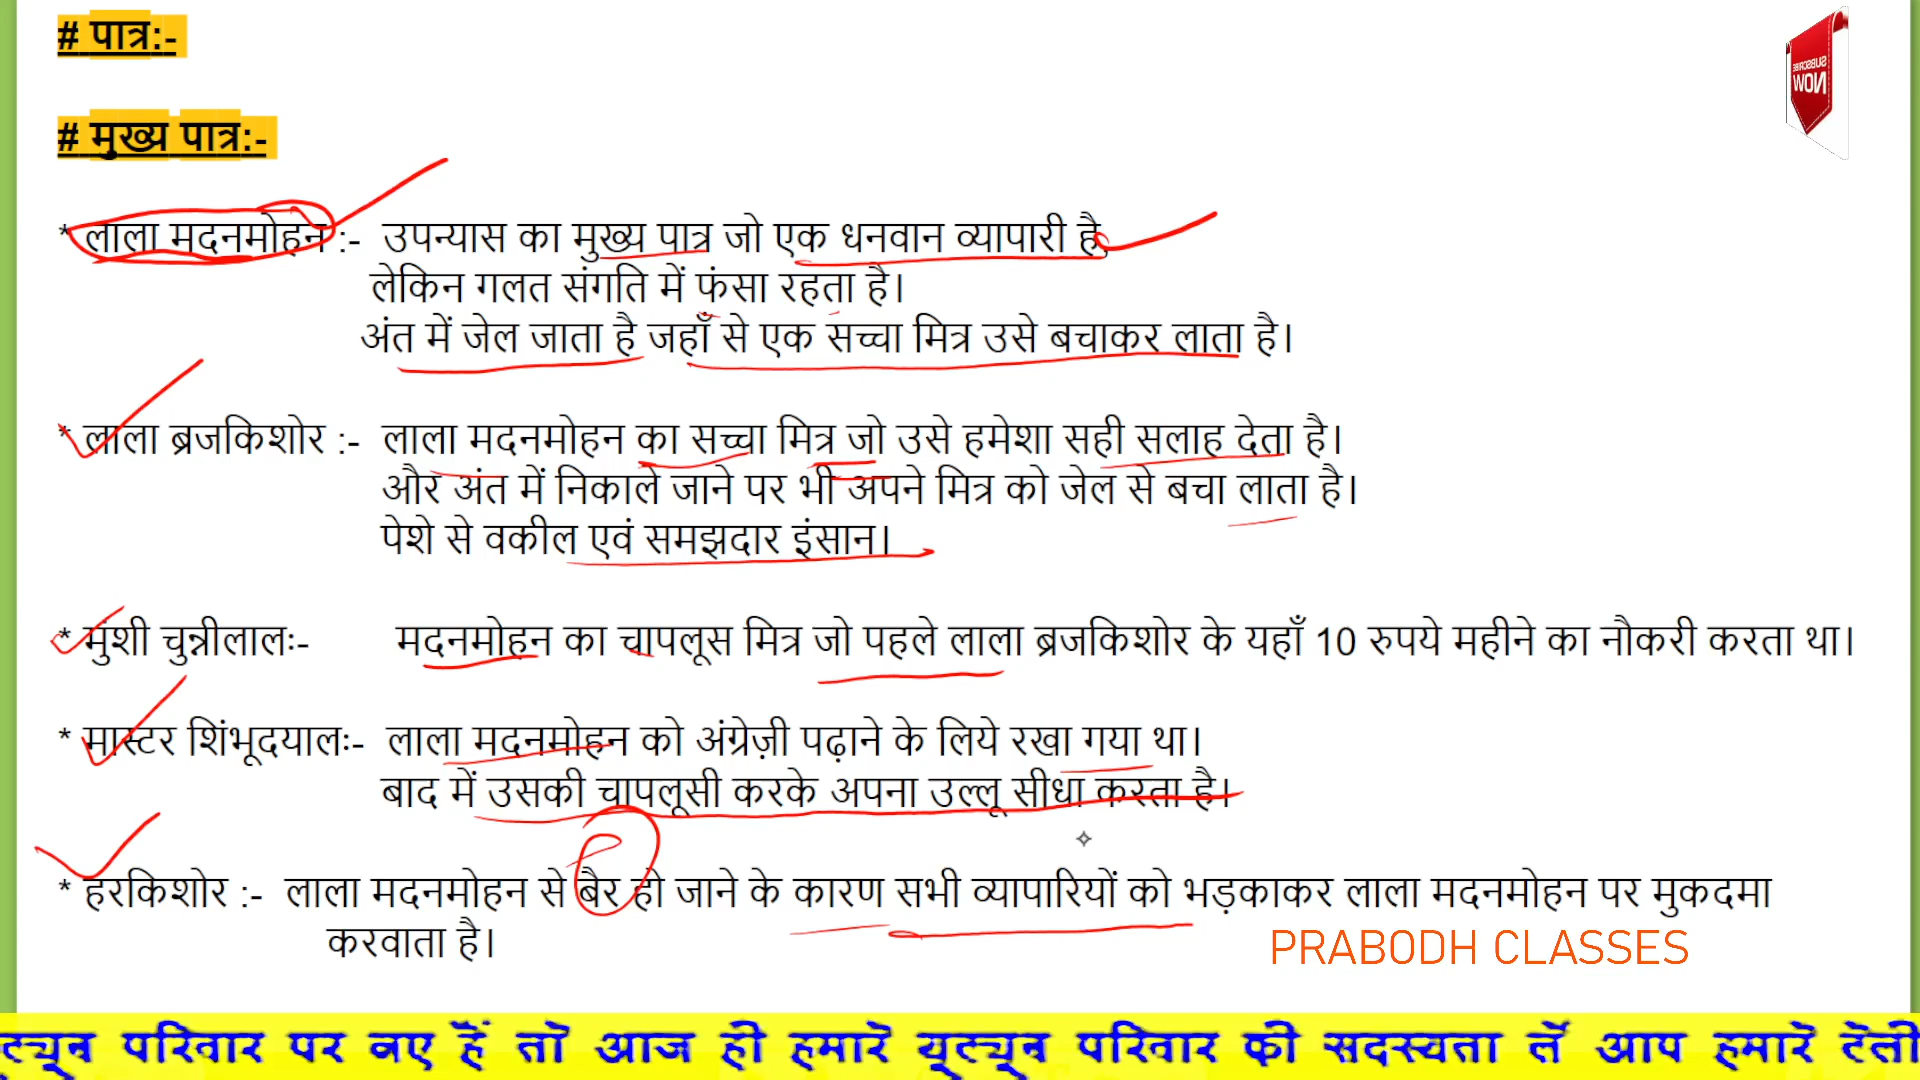 # पात्र:-
SUBSCRIBE
NOW
# मुख्य पात्र:-
* लाला मदनमोहन :- उपन्यास का मुख्य पात्र जो एक धनवान व्यापारी है,
लेकिन गलत संगति में फंसा रहता है।
अंत में जेल जाता है जहाँ से एक सच्चा मित्र उसे बचाकर लाता है।
* लाला ब्रजकिशोर :- लाला मदनमोहन का सच्चा मित्र जो उसे हमेशा सही सलाह देता है।
और अंत में निकाले जाने पर भी अपने मित्र को जेल से बचा लाता है।
पेशे से वकील एवं समझदार इंसान।
* मुंशी चुन्नीलालः- मदनमोहन का चापलूस मित्र जो पहले लाला ब्रजकिशोर के यहाँ 10 रुपये महीने का नौकरी करता था।
* मास्टर शिंभूदयालः- लाला मदनमोहन को अंग्रेज़ी पढ़ाने के लिये रखा गया था।
बाद में उसकी चापलूसी करके अपना उल्लू सीधा करता है।
* हरकिशोर :- लाला मदनमोहन से बैर हो जाने के कारण सभी व्यापारियों को भड़काकर लाला मदनमोहन पर मुकदमा
करवाता है।
PRABODH CLASSES
परिवार पर नए हैं तो आज ही हमारे यूट्यूब परिवार की सदस्यता लें आप हमारे